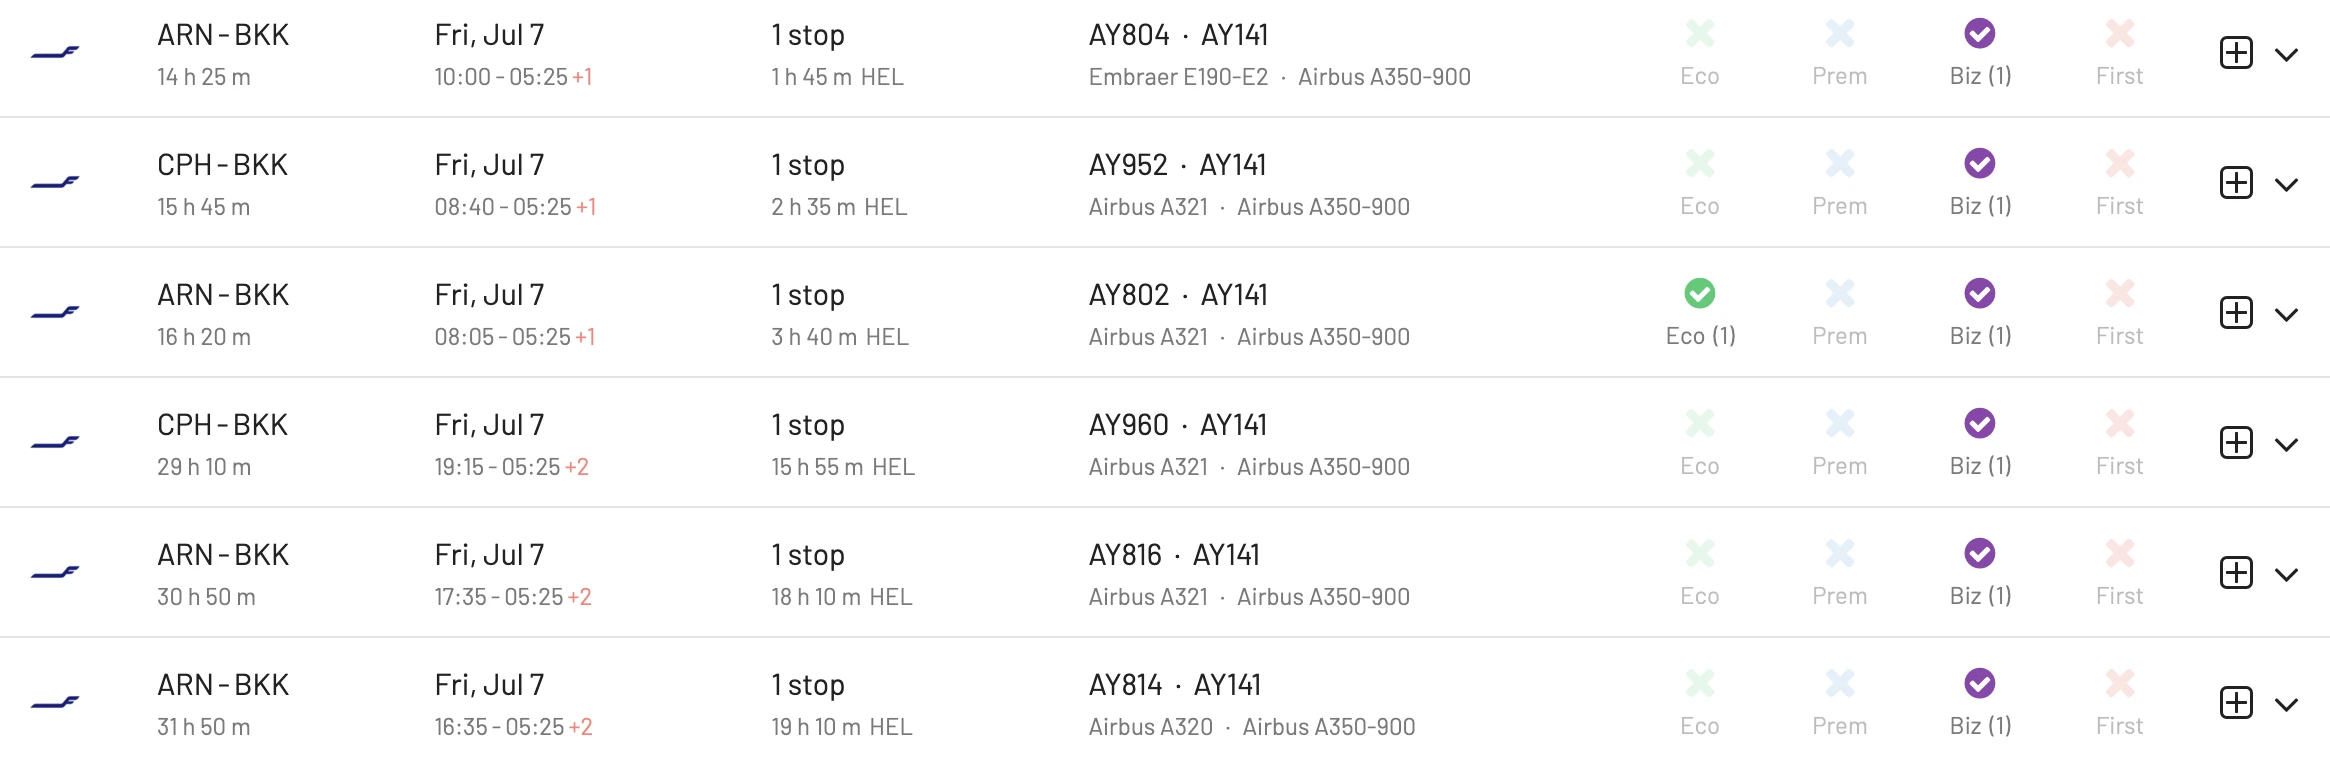 ARN - BKK Fri, Jul 7 1 stop AY804 · AY141
14 h 25 m 10:00 - 05:25 +1 1 h 45 m HEL Embraer E190-E2 · Airbus A350-900 Eco Prem Biz (1) First
CPH - BKK Fri, Jul 7 1 stop AY952 · AY141
15 h 45 m 08:40 - 05:25 +1 2 h 35 m HEL Airbus A321 · Airbus A350-900 Eco Prem Biz (1) First
ARN - BKK Fri, Jul 7 1 stop AY802 · AY141
16 h 20 m 08:05 - 05:25 +1 3 h 40 m HEL Airbus A321 · Airbus A350-900 Eco (1) Prem Biz (1) First
CPH - BKK Fri, Jul 7 1 stop AY960 · AY141
29 h 10 m 19:15 - 05:25 +2 15 h 55 m HEL Airbus A321 · Airbus A350-900 Eco Prem Biz (1) First
ARN - BKK Fri, Jul 7 1 stop AY816 · AY141
30 h 50 m 17:35 - 05:25 +2 18 h 10 m HEL Airbus A321 · Airbus A350-900 Eco Prem Biz (1) First
ARN - BKK Fri, Jul 7 1 stop AY814 · AY141
31 h 50 m 16:35 - 05:25 +2 19 h 10 m HEL Airbus A320 · Airbus A350-900 Eco Prem Biz (1) First